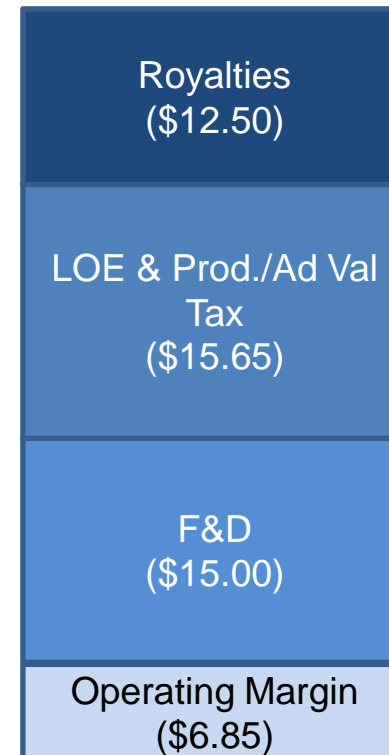 Royalties
($12.50)
LOE & Prod./Ad Val
Tax
($15.65)
F&D
($15.00)
Operating Margin
($6.85)